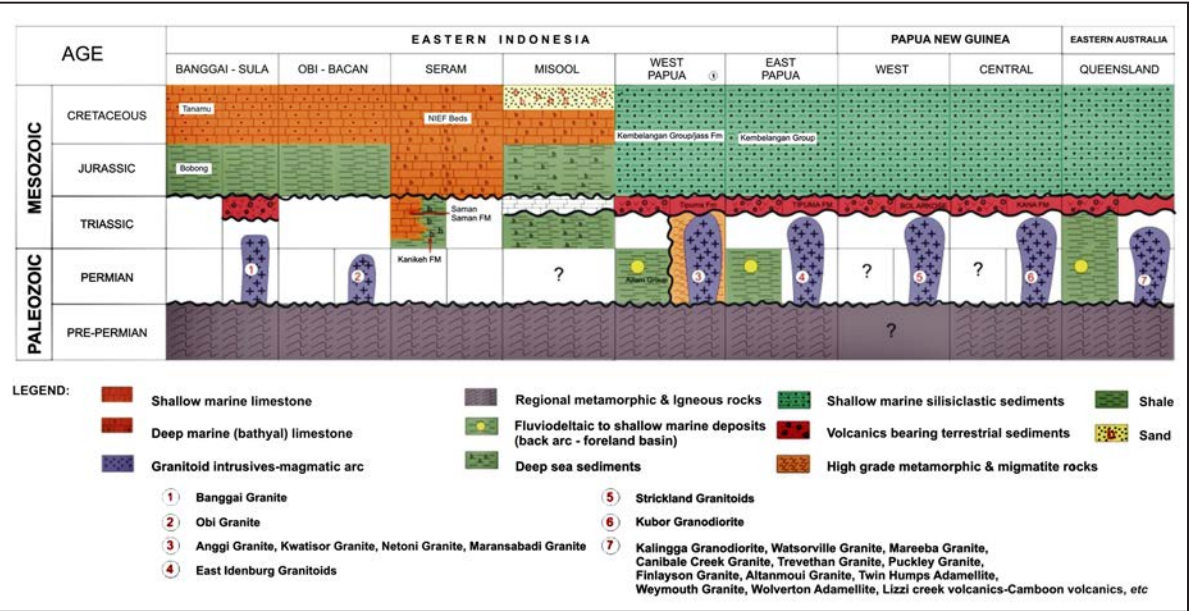 AGE
EASTERN INDONESIA
PAPUA NEW GUINEA
EASTERN AUSTRALIA
BANGGAI - SULA
OBI - BACAN
SERAM
MISOOL
WEST PAPUA
EAST PAPUA
WEST
CENTRAL
QUEENSLAND
MESOZOIC
CRETACEOUS
Tanamu
NIEF Beds
Kembelangan Group/jass Fm
Kembelangan Group
JURASSIC
Bobong
TRIASSIC
Saman
Saman FM
Kanikeh FM
Tipuma Fm
TIPUMA FM
KANA FM
PALEOZOIC
PERMIAN
1
2
?
3
4
?
5
?
6
7
PRE-PERMIAN
?
LEGEND:
Shallow marine limestone
Deep marine (bathyal) limestone
Granitoid intrusives-magmatic arc
Regional metamorphic & Igneous rocks
Fluviodeltaic to shallow marine deposits
(back arc - foreland basin)
Deep sea sediments
Shallow marine silisiclastic sediments
Volcanics bearing terrestrial sediments
High grade metamorphic & migmatite rocks
Shale
Sand
1 Banggai Granite
2 Obi Granite
3 Anggi Granite, Kwatisor Granite, Netoni Granite, Maransabadi Granite
4 East Idenburg Granitoids
5 Strickland Granitoids
6 Kubor Granodiorite
7 Kalingga Granodiorite, Watsorville Granite, Mareeba Granite,
Canibale Creek Granite, Trevethan Granite, Puckley Granite,
Finlayson Granite, Altanmoui Granite, Twin Humps Adamellite,
Weymouth Granite, Wolverton Adamellite, Lizzi creek volcanics-Camboon volcanics, etc